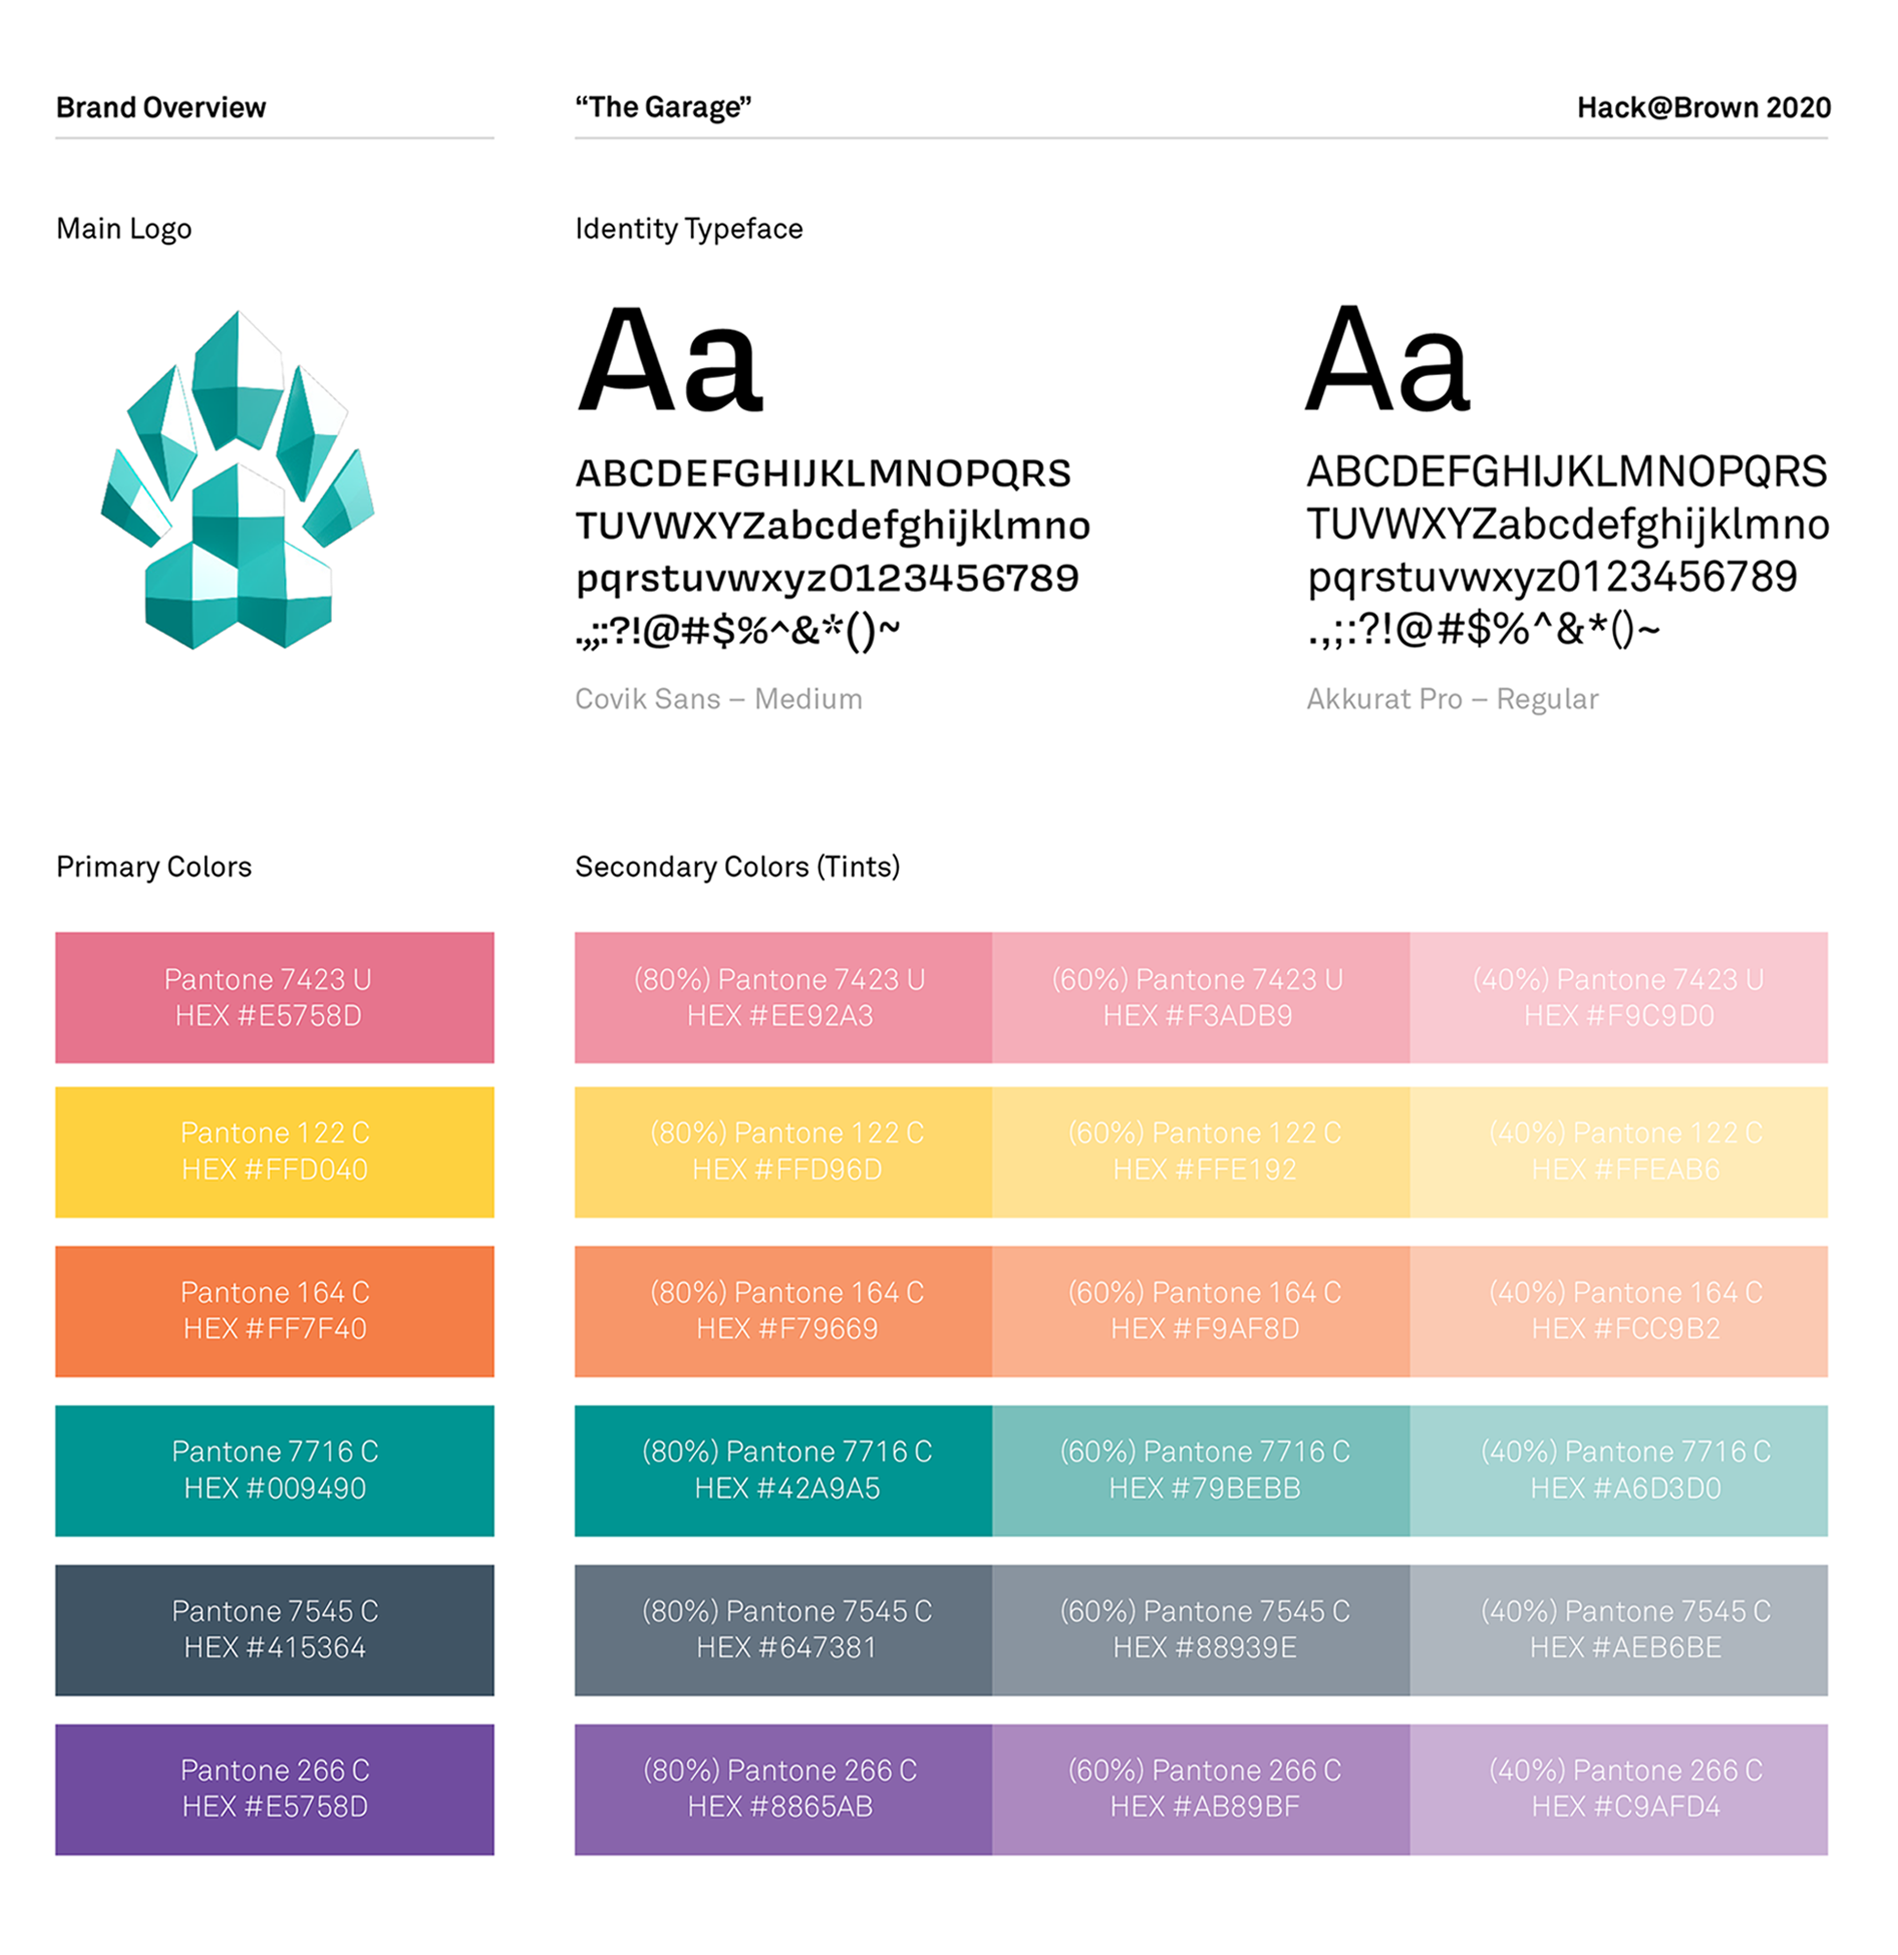 Brand Overview
“The Garage”
Hack@Brown 2020
Main Logo
Identity Typeface
Aa
ABCDEFGHIJKLMNOPQRS
TUVWXYZabcdefghijklmno
pqrstuvwxyz0123456789
.,;:?!@#$%^&*()~
Covik Sans – Medium
Aa
ABCDEFGHIJKLMNOPQRS
TUVWXYZabcdefghijklmno
pqrstuvwxyz0123456789
.,;:?!@#$%^&*()~
Akkurat Pro – Regular
Primary Colors
Secondary Colors (Tints)
Pantone 7423 U
HEX #E5758D
(80%) Pantone 7423 U
HEX #EE92A3
(60%) Pantone 7423 U
HEX #F3ADB9
(40%) Pantone 7423 U
HEX #F9C9D0
Pantone 122 C
HEX #FFD040
(80%) Pantone 122 C
HEX #FFD96D
(60%) Pantone 122 C
HEX #FFE192
(40%) Pantone 122 C
HEX #FFEAB6
Pantone 164 C
HEX #FF7F40
(80%) Pantone 164 C
HEX #F79669
(60%) Pantone 164 C
HEX #F9AF8D
(40%) Pantone 164 C
HEX #FCC9B2
Pantone 7716 C
HEX #009490
(80%) Pantone 7716 C
HEX #42A9A5
(60%) Pantone 7716 C
HEX #79BEBB
(40%) Pantone 7716 C
HEX #A6D3D0
Pantone 7545 C
HEX #415364
(80%) Pantone 7545 C
HEX #647381
(60%) Pantone 7545 C
HEX #88939E
(40%) Pantone 7545 C
HEX #AEB6BE
Pantone 266 C
HEX #E5758D
(80%) Pantone 266 C
HEX #8865AB
(60%) Pantone 266 C
HEX #AB89BF
(40%) Pantone 266 C
HEX #C9AFD4